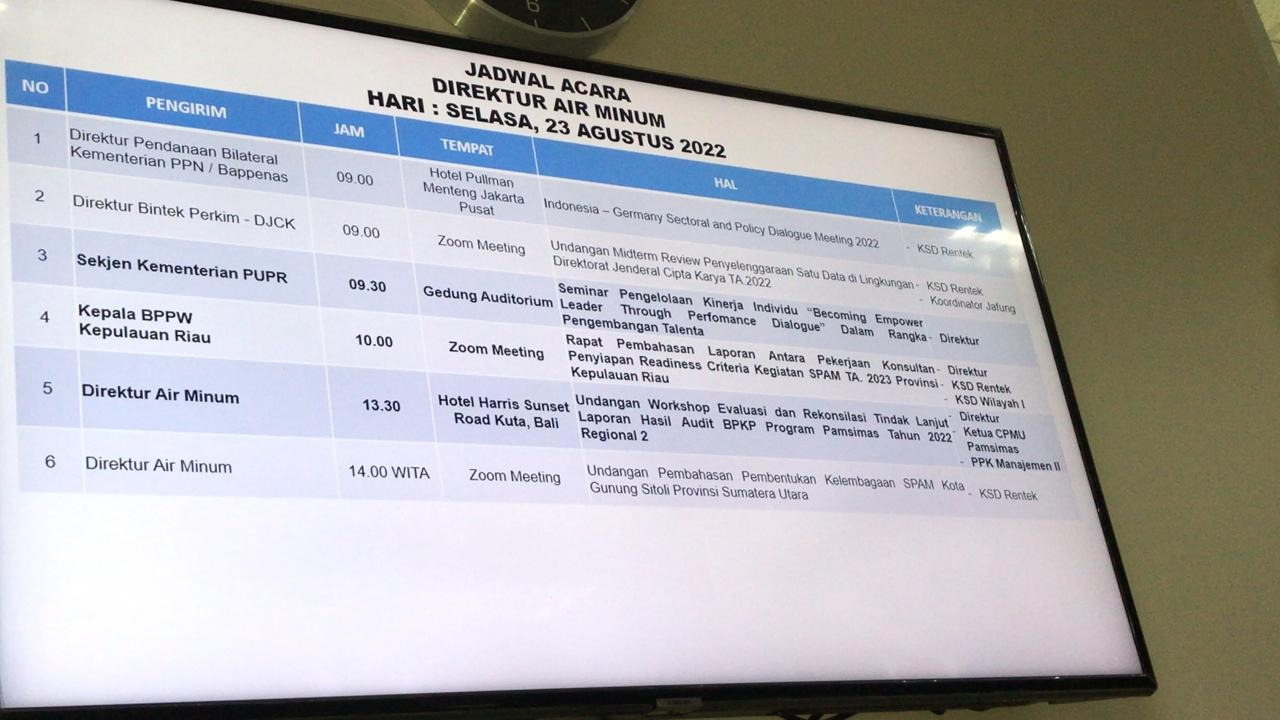 JADWAL ACARA
DIREKTUR AIR MINUM
HARI : SELASA, 23 AGUSTUS 2022
NO PENGIRIM JAM TEMPAT HAL KETERANGAN
1
Direktur Pendanaan Bilateral
Kementerian PPN / Bappenas
09.00
Hotel Pullman
Menteng Jakarta
Pusat
Indonesia – Germany Sectoral and Policy Dialogue Meeting 2022
- KSD Rentek
2
Direktur Bintek Perkim - DJCK
09.00
Zoom Meeting
Undangan Midterm Review Penyelenggaraan Satu Data di Lingkungan
Direktorat Jenderal Cipta Karya TA.2022
- KSD Rentek
- Koordinator Jafung
3
Sekjen Kementerian PUPR
09.30
Gedung Auditorium
Seminar Pengelolaan Kinerja Individu “Becoming Empower
Leader Through Perfomance Dialogue” Dalam Rangka
Pengembangan Talenta
- Direktur
4
Kepala BPPW
Kepulauan Riau
10.00
Zoom Meeting
Rapat Pembahasan Laporan Antara Pekerjaan Konsultan
Penyiapan Readiness Criteria Kegiatan SPAM TA. 2023 Provinsi
Kepulauan Riau
- Direktur
- KSD Rentek
- KSD Wilayah I
5
Direktur Air Minum
13.30
Hotel Harris Sunset
Road Kuta, Bali
Undangan Workshop Evaluasi dan Rekonsilasi Tindak Lanjut
Laporan Hasil Audit BPKP Program Pamsimas Tahun 2022
Regional 2
- Direktur
- Ketua CPMU
Pamsimas
- PPK Manajemen II
6
Direktur Air Minum
14.00 WITA
Zoom Meeting
Undangan Pembahasan Pembentukan Kelembagaan SPAM Kota
Gunung Sitoli Provinsi Sumatera Utara
- KSD Rentek
6